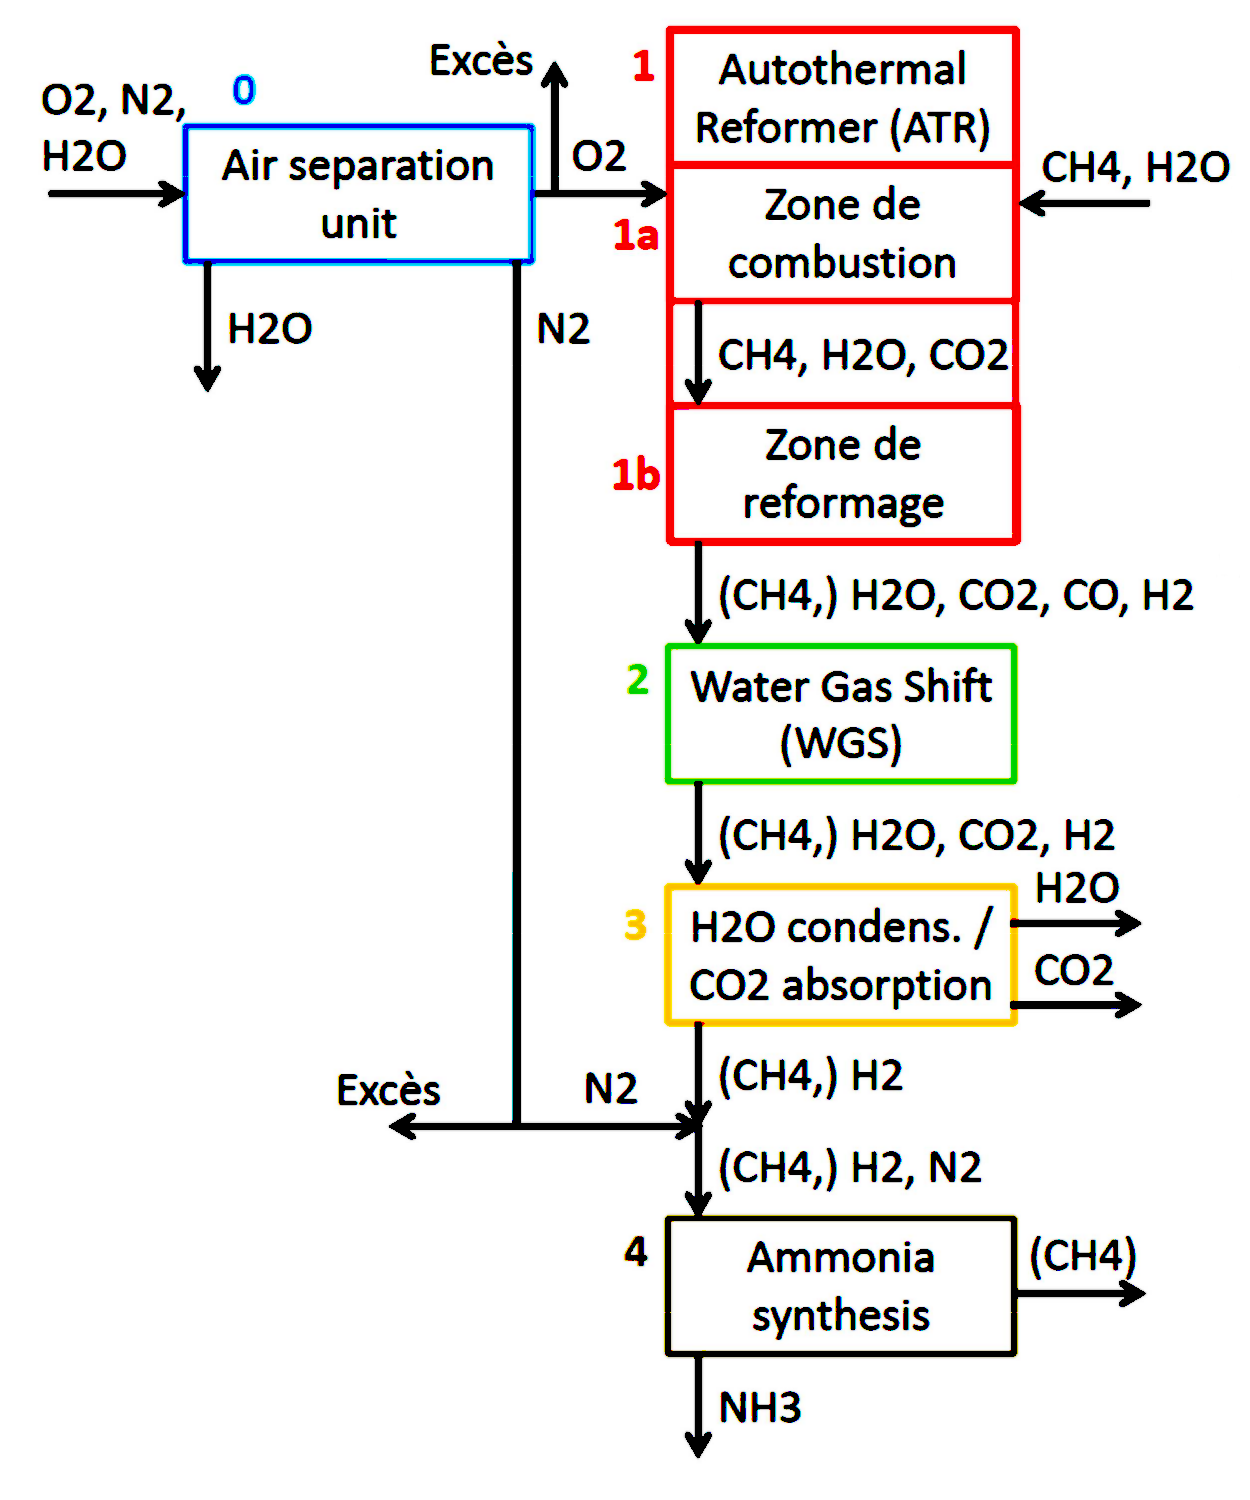 Excès
1
Autothermal
Reformer (ATR)
0
O2, N2,
H2O
Air separation
unit
O2
CH4, H2O
1a
Zone de
combustion
H2O
N2
CH4, H2O, CO2
1b
Zone de
reformage
(CH4,) H2O, CO2, CO, H2
2
Water Gas Shift
(WGS)
(CH4,) H2O, CO2, H2
3
H2O condens. /
CO2 absorption
H2O
CO2
(CH4,) H2
Excès
N2
(CH4,) H2, N2
4
Ammonia
synthesis
(CH4)
NH3